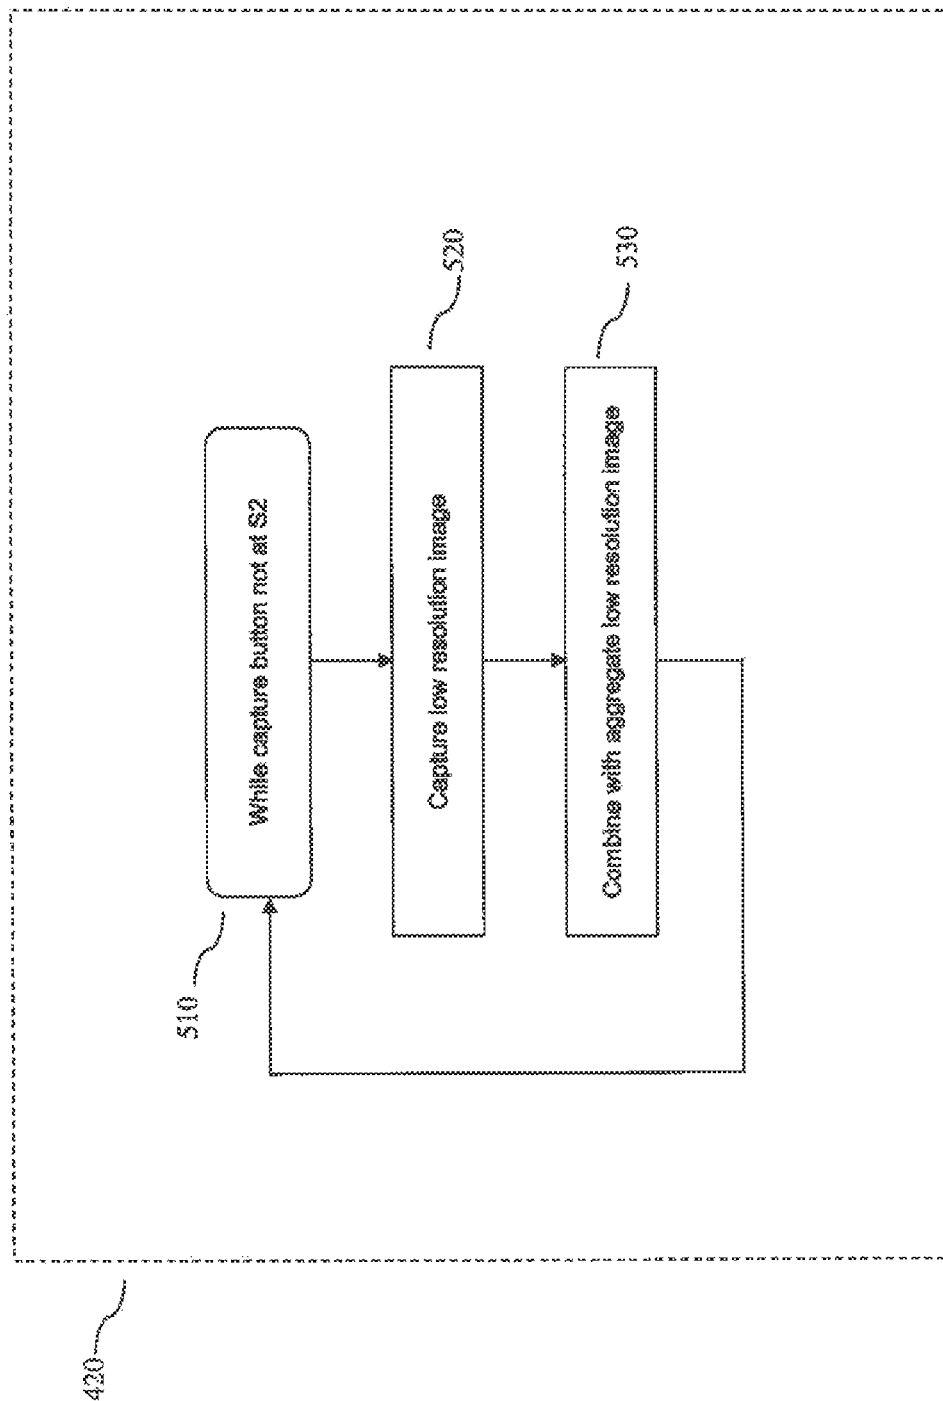 420
510
While capture button not at S2
Capture low resolution image
520
Combine with aggregate low resolution image
530